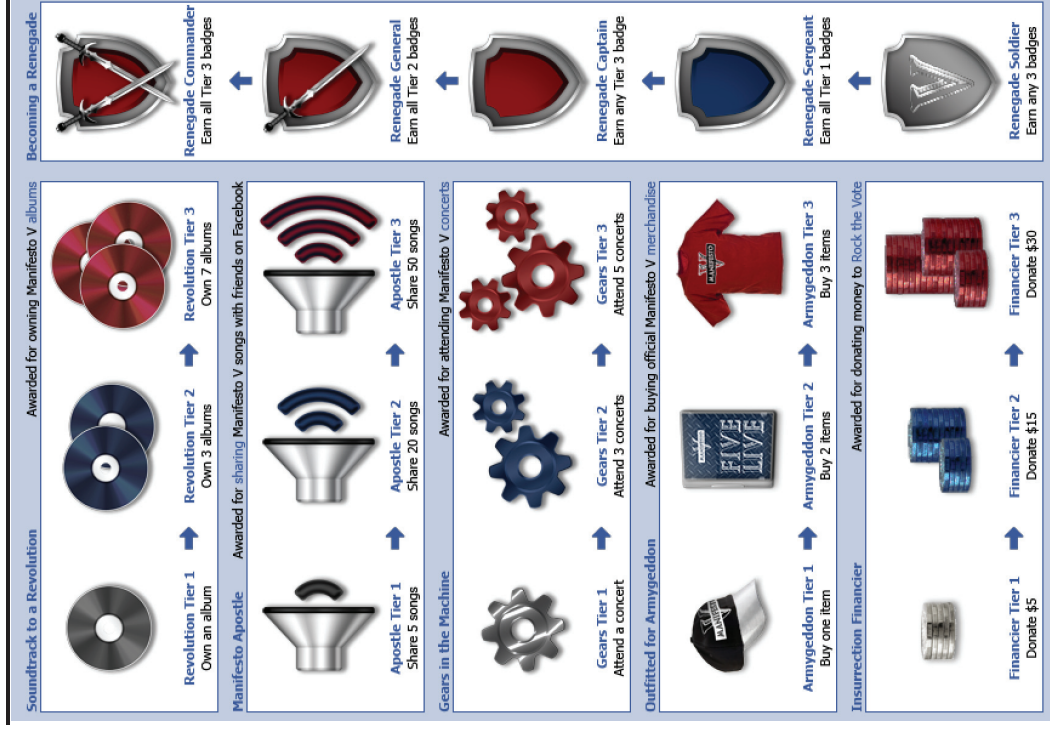 Soundtrack to a Revolution
Awarded for owning Manifesto V albums
Revolution Tier 1
Own an album
Revolution Tier 2
Own 3 albums
Revolution Tier 3
Own 7 albums
Manifesto Apostle
Awarded for sharing Manifesto V songs with friends on Facebook
Apostle Tier 1
Share 5 songs
Apostle Tier 2
Share 20 songs
Apostle Tier 3
Share 50 songs
Gears in the Machine
Awarded for attending Manifesto V concerts
Gears Tier 1
Attend a concert
Gears Tier 2
Attend 3 concerts
Gears Tier 3
Attend 5 concerts
Outfitted for Armygeddon
Awarded for buying official Manifesto V merchandise
MANIFESTO
V
Armygeddon Tier 1
Buy one item
MANIFESTO
FIVE
LIVE
Armygeddon Tier 2
Buy 2 items
V
MANIFESTO
Armygeddon Tier 3
Buy 3 items
Insurrection Financier
Awarded for donating money to Rock the Vote
Financier Tier 1
Donate $5
Financier Tier 2
Donate $15
Financier Tier 3
Donate $30
Becoming a Renegade
Renegade Commander
Earn all Tier 3 badges
Renegade General
Earn all Tier 2 badges
Renegade Captain
Earn any Tier 3 badge
Renegade Sergeant
Earn all Tier 1 badges
V
Renegade Soldier
Earn any 3 badges